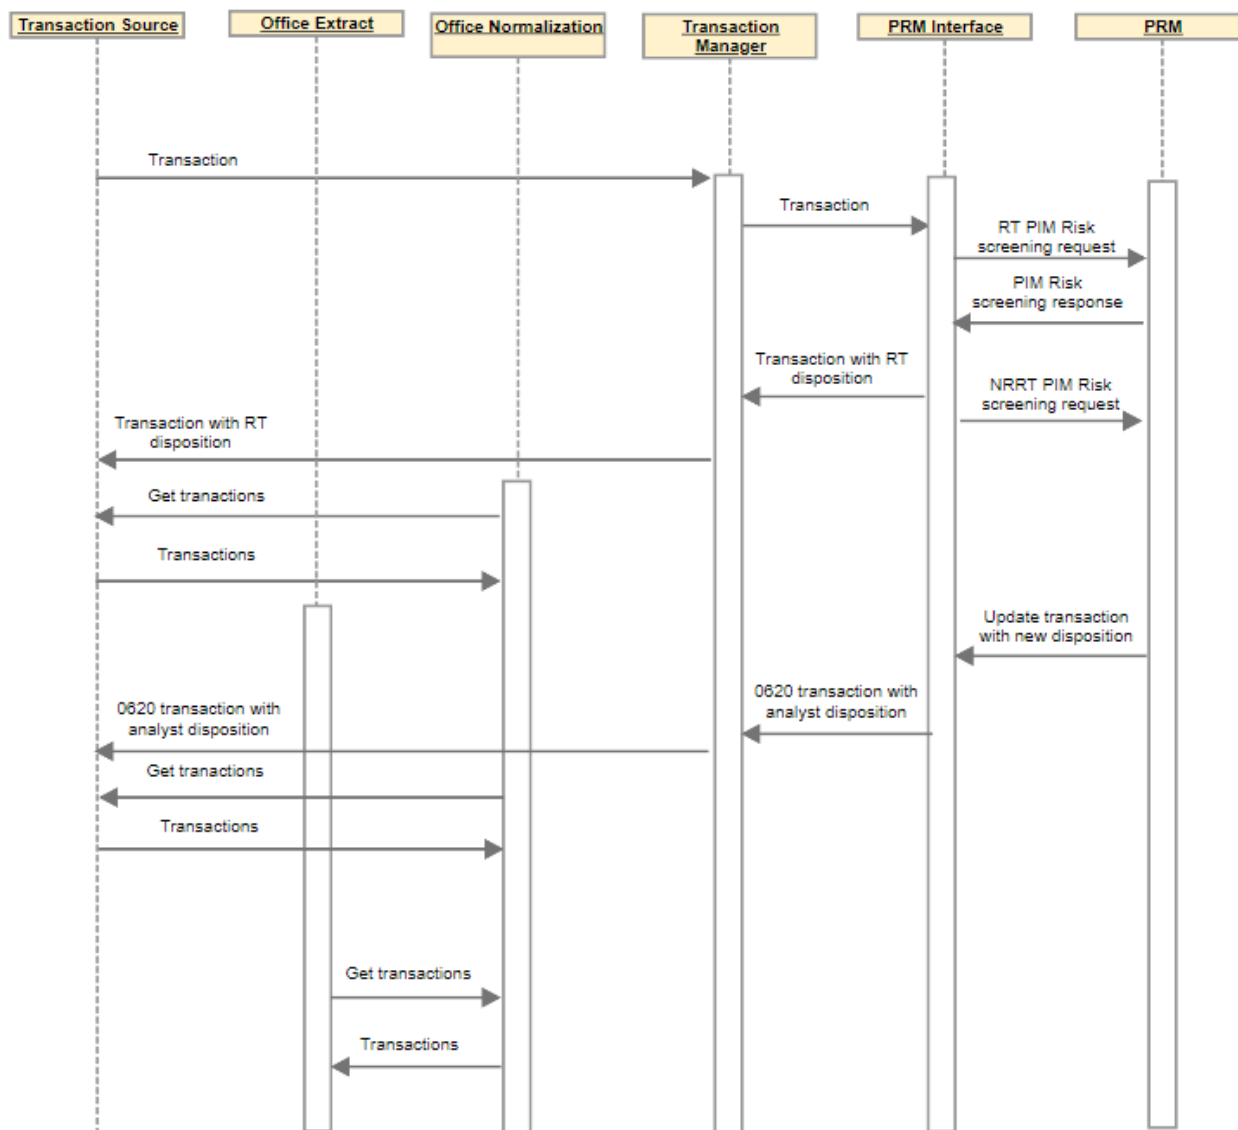 Transaction Source
Office Extract
Office Normalization
Transaction
Manager
PRM Interface
PRM
Transaction
Transaction
RT PIM Risk
screening request
PIM Risk
screening response
Transaction with RT
disposition
NRRT PIM Risk
screening request
Transaction with RT
disposition
Get tranactions
Transactions
Update transaction
with new disposition
0620 transaction with
analyst disposition
0620 transaction with
analyst disposition
Get tranactions
Transactions
Get transactions
Transactions